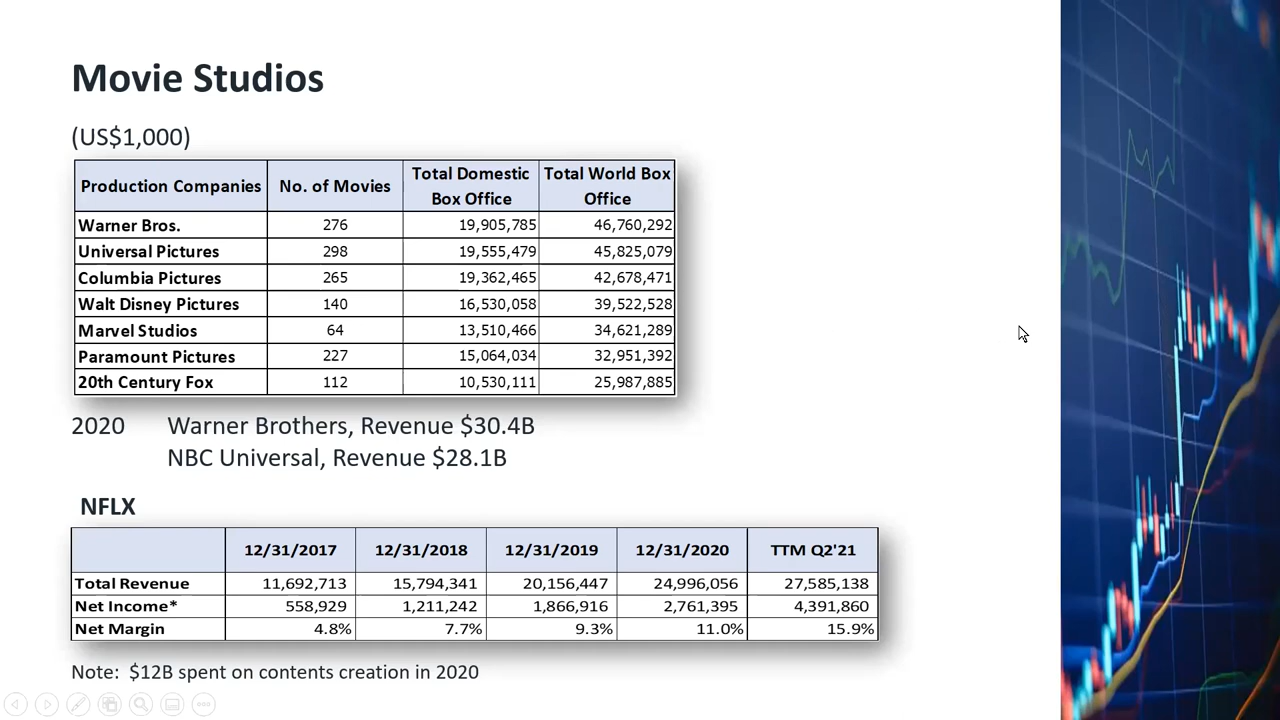 Movie Studios
(US$1,000)
Production Companies No. of Movies Total Domestic Box Office Total World Box Office
Warner Bros. 276 19,905,785 46,760,292
Universal Pictures 298 19,555,479 45,825,079
Columbia Pictures 265 19,362,465 42,678,471
Walt Disney Pictures 140 16,530,058 39,522,528
Marvel Studios 64 13,510,466 34,621,289
Paramount Pictures 227 15,064,034 32,951,392
20th Century Fox 112 10,530,111 25,987,885
2020 Warner Brothers, Revenue $30.4B
NBC Universal, Revenue $28.1B
NFLX
12/31/2017 12/31/2018 12/31/2019 12/31/2020 TTM Q2'21
Total Revenue 11,692,713 15,794,341 20,156,447 24,996,056 27,585,138
Net Income* 558,929 1,211,242 1,866,916 2,761,395 4,391,860
Net Margin 4.8% 7.7% 9.3% 11.0% 15.9%
Note: $12B spent on contents creation in 2020